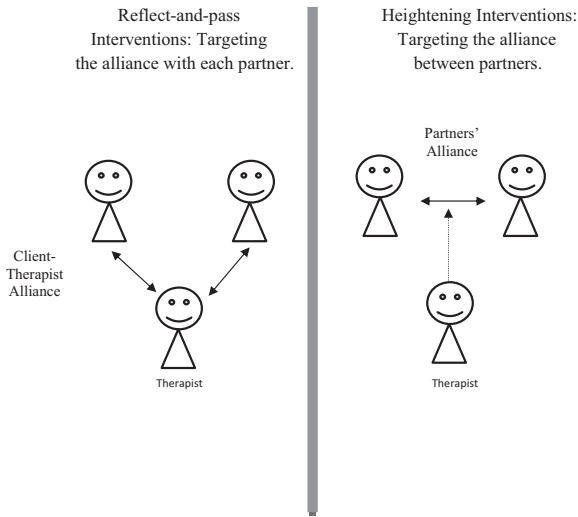 Reflect-and-pass
Interventions: Targeting
the alliance with each partner.
Client-
Therapist
Alliance
Therapist
Heightening Interventions:
Targeting the alliance
between partners.
Partners’
Alliance
Therapist